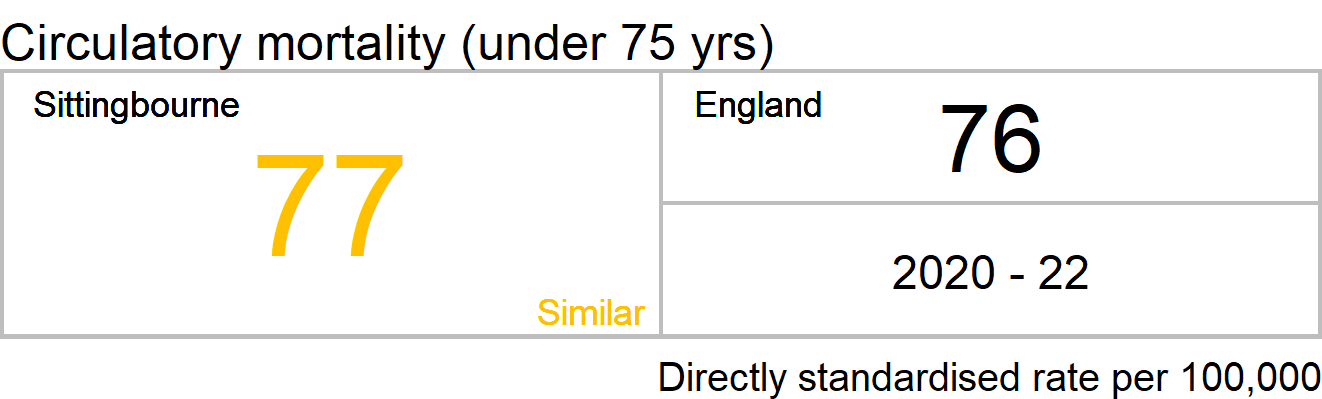 Circulatory mortality (under 75 yrs)
Sittingbourne
77
Similar
England
76
2020 - 22
Directly standardised rate per 100,000